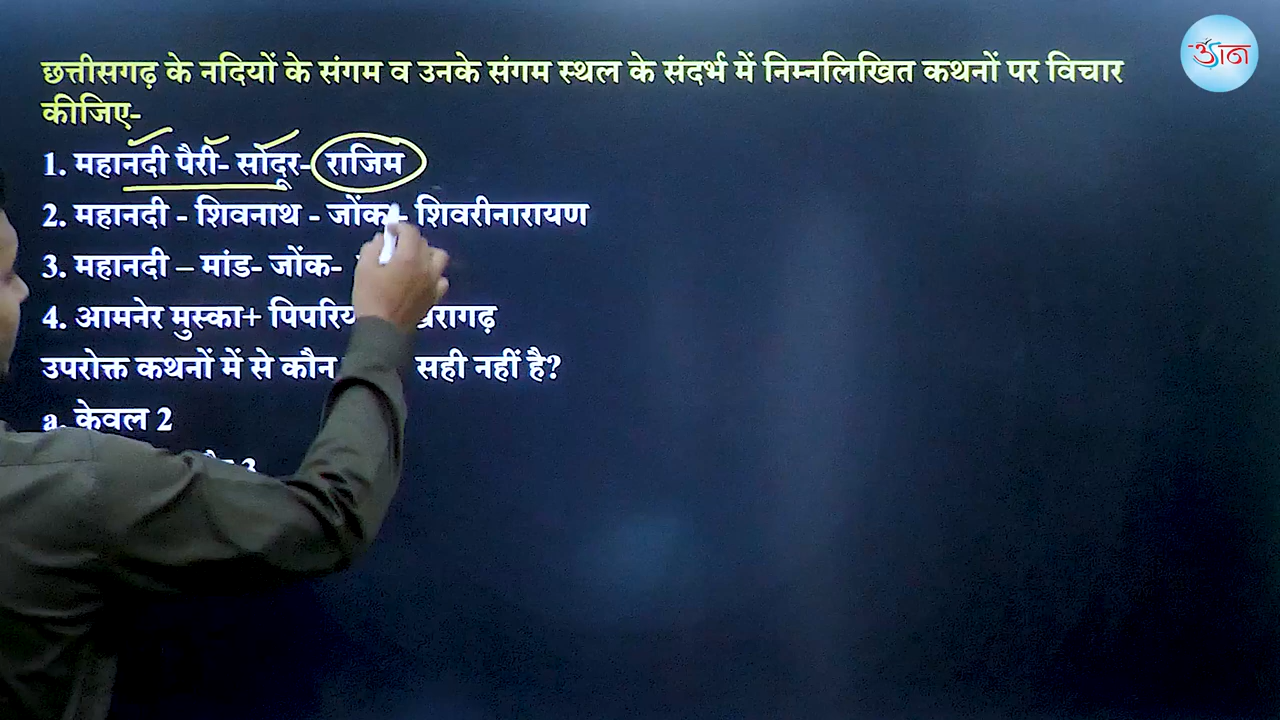 ज्ञान
छत्तीसगढ़ के नदियों के संगम व उनके संगम स्थल के संदर्भ में निम्नलिखित कथनों पर विचार
कीजिए-
1. महानदी पैरी- सोंदूर- राजिम
2. महानदी - शिवनाथ - जोंक- शिवरीनारायण
3. महानदी – मांड- जोंक-
4. आमनेर मुस्का+
उपरोक्त कथनों में से कौन सही नहीं है?
a. केवल 2
3